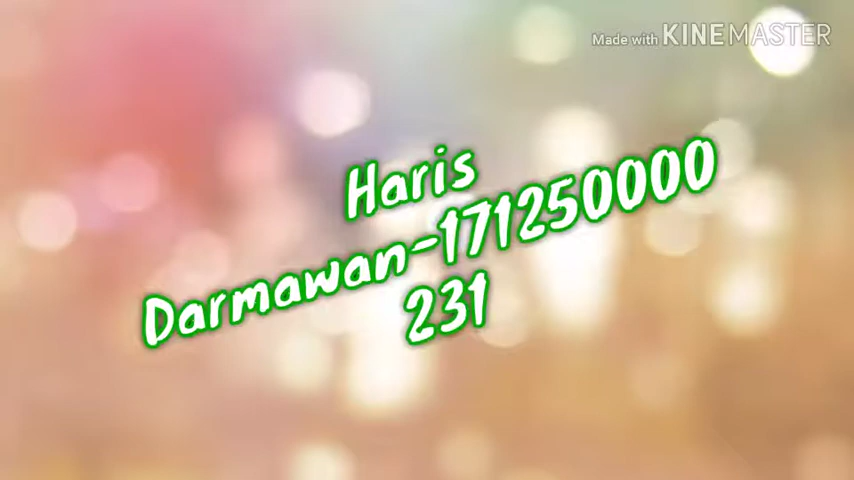 Made with KINEMASTER
Haris
Darmawan-171250000
231